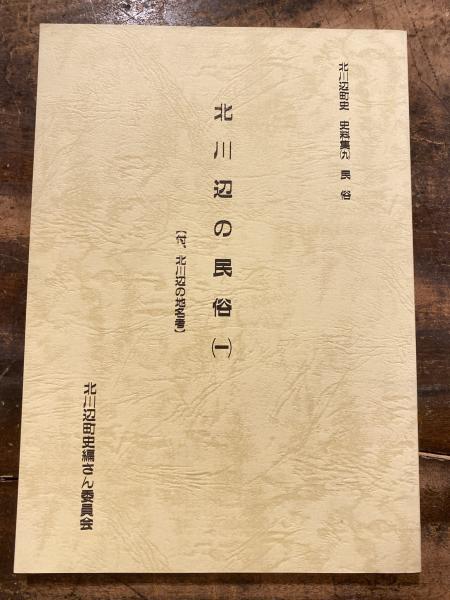 北川辺町史 史料集(九) 民俗
北川辺の民俗(一)
【付、北川辺の地名考】
北川辺町史編さん委員会